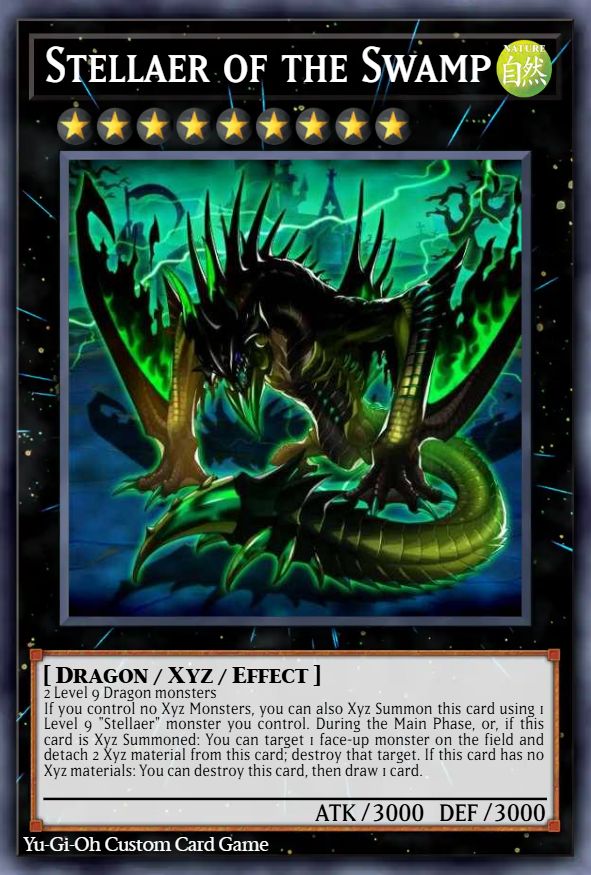 Stellaer of the Swamp
NATURE
自然
[ Dragon / Xyz / Effect ]
2 Level 9 Dragon monsters
If you control no Xyz Monsters, you can also Xyz Summon this card using 1
Level 9 "Stellaer" monster you control. During the Main Phase, or, if this
card is Xyz Summoned: You can target 1 face-up monster on the field and
detach 2 Xyz material from this card; destroy that target. If this card has no
Xyz materials: You can destroy this card, then draw 1 card.
ATK / 3000 DEF / 3000
Yu-Gi-Oh Custom Card Game